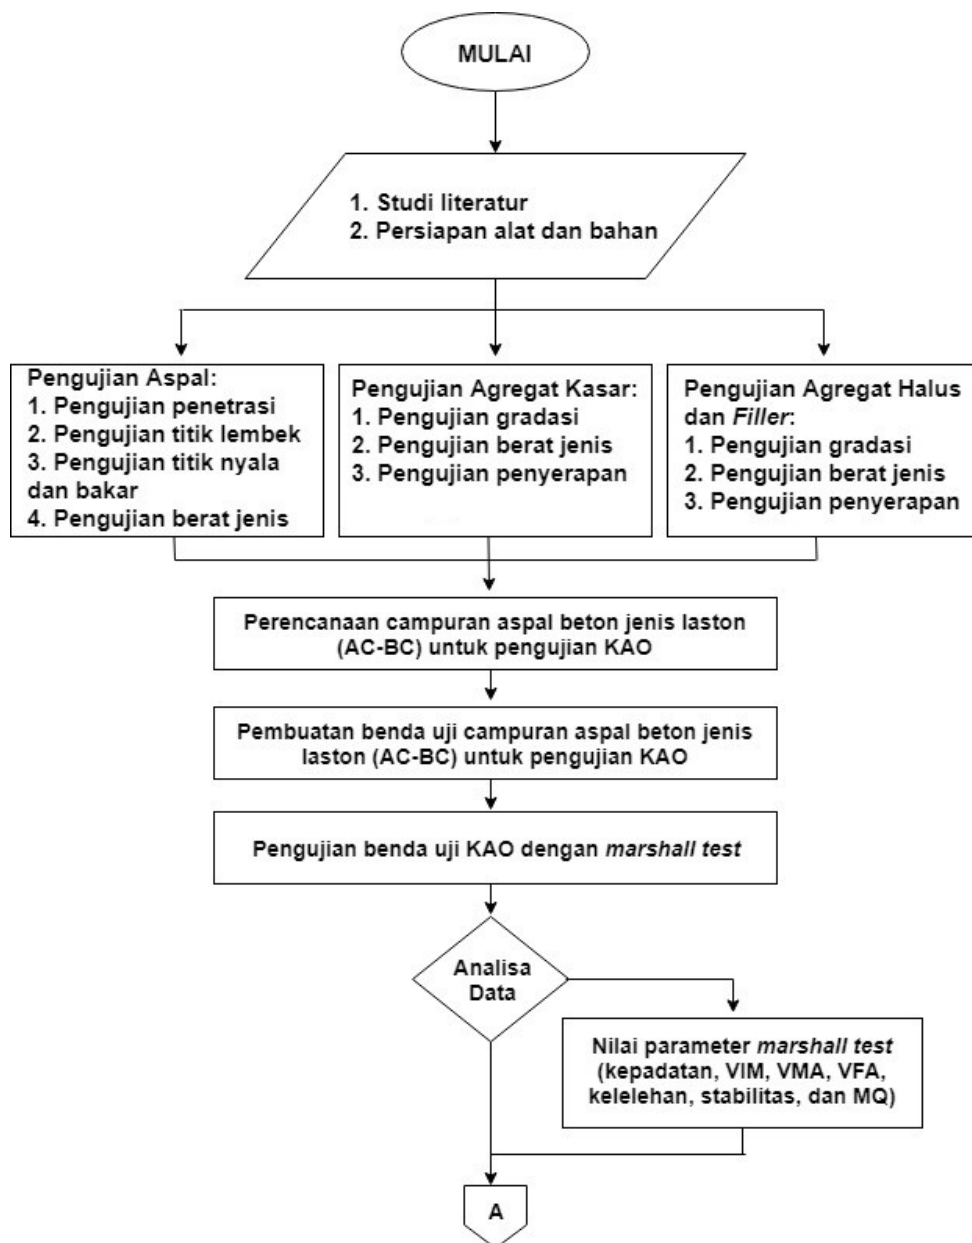 MULAI
1. Studi literatur
2. Persiapan alat dan bahan
Pengujian Aspal:
1. Pengujian penetrasi
2. Pengujian titik lembek
3. Pengujian titik nyala
dan bakar
4. Pengujian berat jenis
Pengujian Agregat Kasar:
1. Pengujian gradasi
2. Pengujian berat jenis
3. Pengujian penyerapan
Pengujian Agregat Halus
dan Filler:
1. Pengujian gradasi
2. Pengujian berat jenis
3. Pengujian penyerapan
Perencanaan campuran aspal beton jenis laston
(AC-BC) untuk pengujian KAO
Pembuatan benda uji campuran aspal beton jenis
laston (AC-BC) untuk pengujian KAO
Pengujian benda uji KAO dengan marshall test
Analisa
Data
Nilai parameter marshall test
(kepadatan, VIM, VMA, VFA,
kelelehan, stabilitas, dan MQ)
A